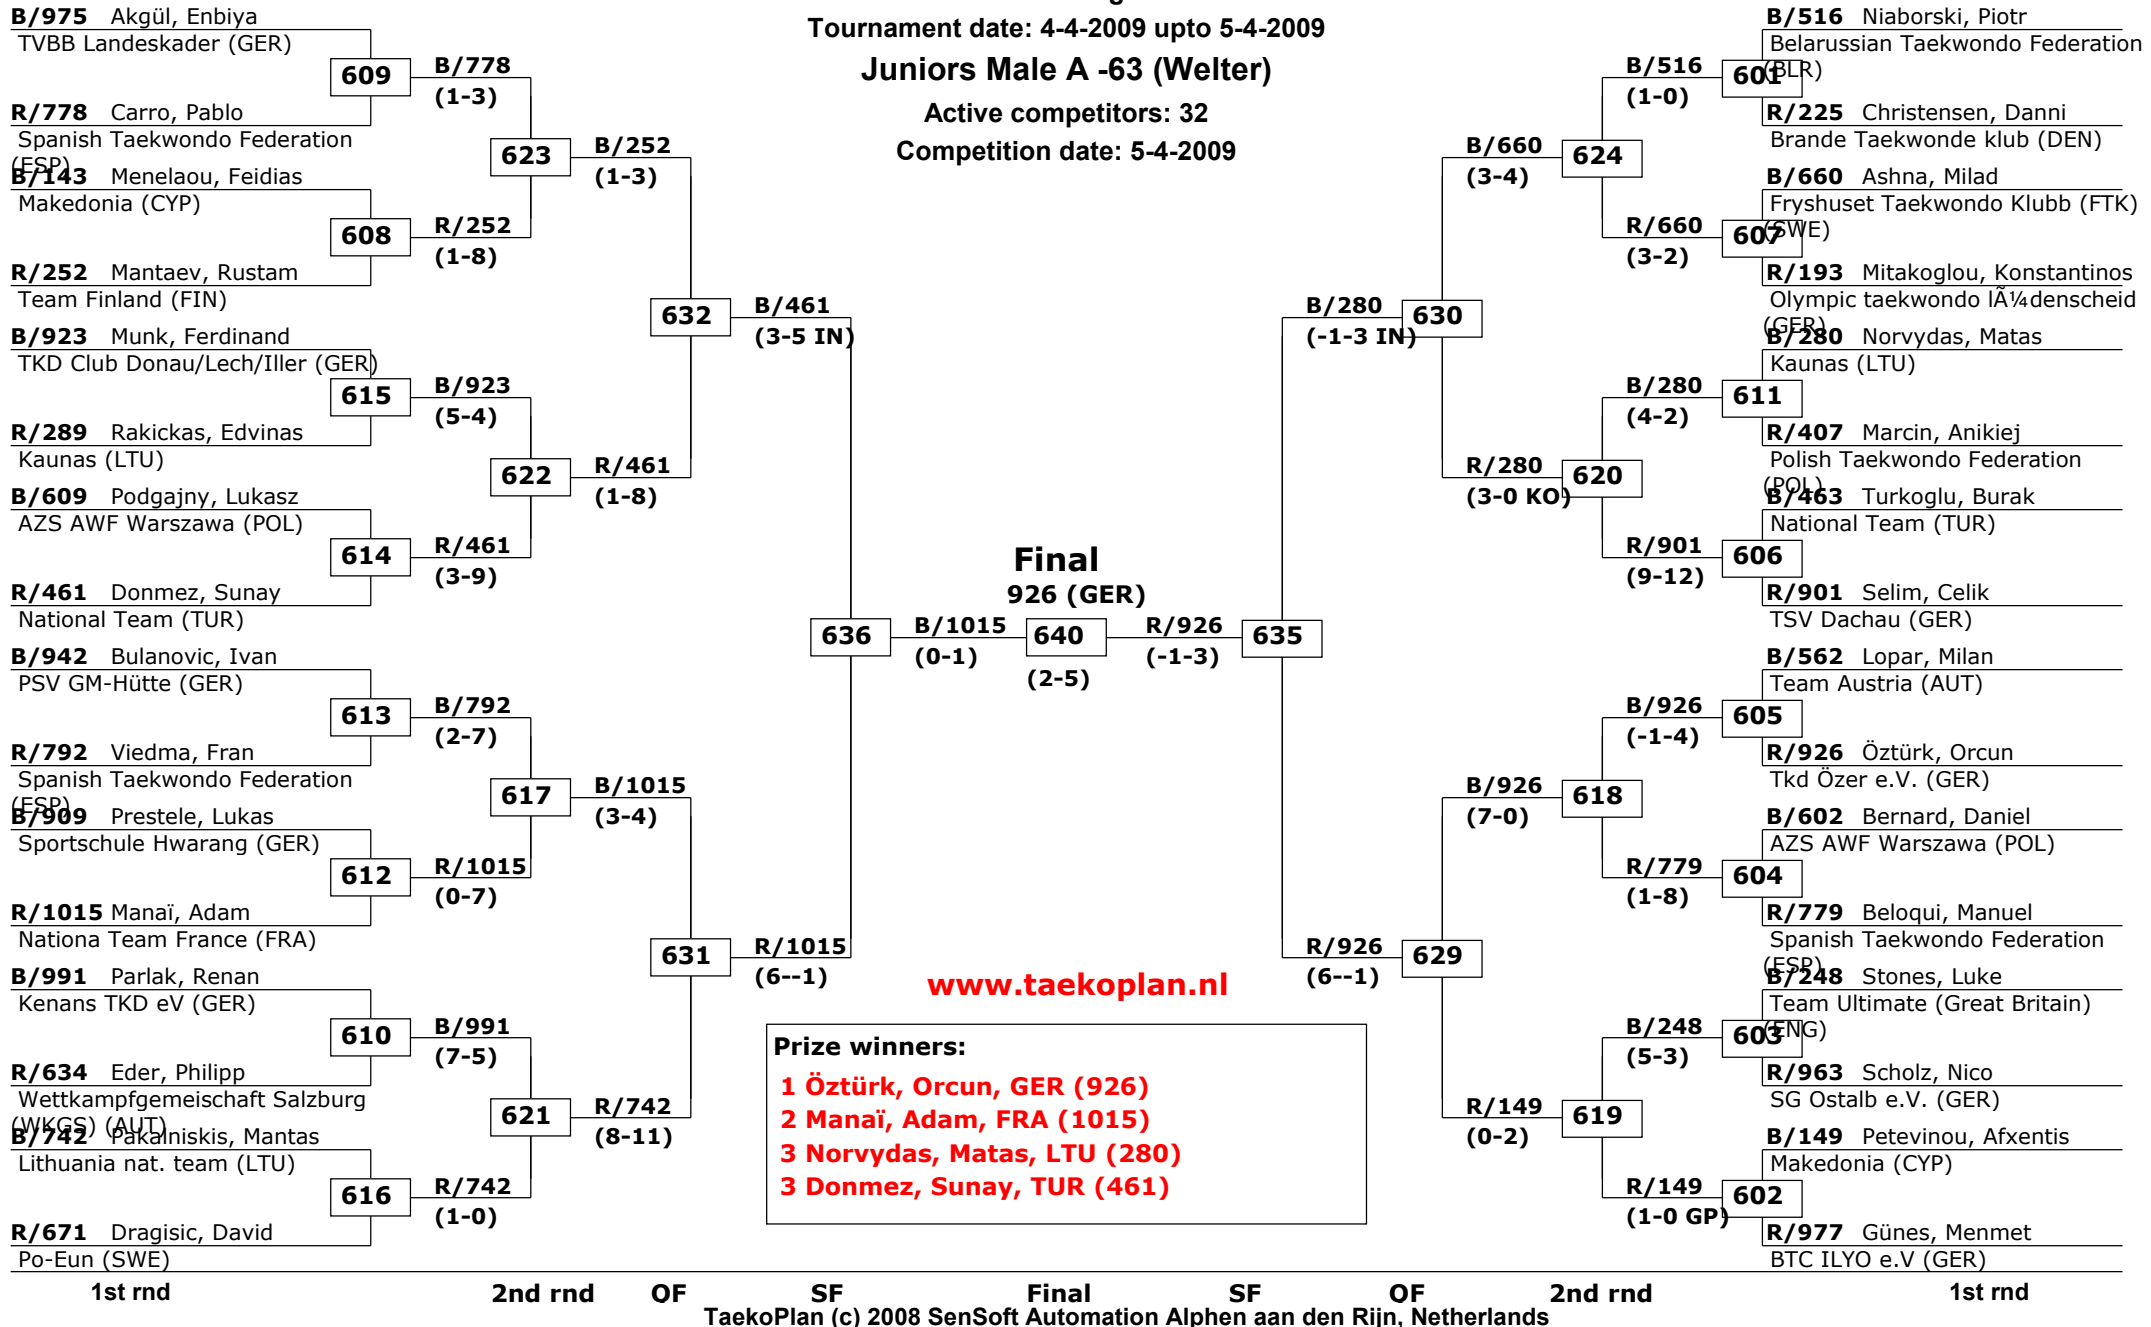 Tournament date: 4-4-2009 upto 5-4-2009
Juniors Male A -63 (Welter)
Active competitors: 32
Competition date: 5-4-2009
B/975 Akgül, Enbiya
TVBB Landeskader (GER)
609
R/778 Carro, Pablo
Spanish Taekwondo Federation
(ESP)
B/143 Menelaou, Feidias
Makedonia (CYP)
608
R/252 Mantaev, Rustam
Team Finland (FIN)
B/923 Munk, Ferdinand
TKD Club Donau/Lech/Iller (GER)
615
R/289 Rakickas, Edvinas
Kaunas (LTU)
B/609 Podgajny, Lukasz
AZS AWF Warszawa (POL)
614
R/461 Donmez, Sunay
National Team (TUR)
B/942 Bulanovic, Ivan
PSV GM-Hütte (GER)
613
R/792 Viedma, Fran
Spanish Taekwondo Federation
(ESP)
B/909 Prestele, Lukas
Sportschule Hwarang (GER)
612
R/1015 Manaï, Adam
Nationa Team France (FRA)
B/991 Parlak, Renan
Kenans TKD eV (GER)
610
R/634 Eder, Philipp
Wettkampfgemeischaft Salzburg
(WKGS) (AUT)
B/742 Pakalniskis, Mantas
Lithuania nat. team (LTU)
616
R/671 Dragisic, David
Po-Eun (SWE)
B/778
(1-3)
623
R/252
(1-8)
B/923
(5-4)
622
R/461
(3-9)
B/792
(2-7)
617
R/1015
(0-7)
B/991
(7-5)
621
R/742
(1-0)
B/252
(1-3)
632
R/461
(1-8)
B/1015
(3-4)
631
R/742
(8-11)
B/461
(3-5 IN)
636
R/1015
(6--1)
Final
926 (GER)
B/1015
(0-1)
640
(2-5)
R/926
(-1-3)
635
B/280
(-1-3 IN)
630
R/926
(6--1)
629
B/660
(3-4)
624
R/280
(3-0 KO)
620
B/926
(7-0)
618
R/149
(0-2)
619
B/516
(1-0)
601
R/660
(3-2)
607
B/280
(4-2)
611
R/901
(9-12)
606
B/926
(-1-4)
605
R/779
(1-8)
604
B/248
(5-3)
603
R/149
(1-0 GP)
602
B/516 Niaborski, Piotr
Belarussian Taekwondo Federation
(BLR)
R/225 Christensen, Danni
Brande Taekwonde klub (DEN)
B/660 Ashna, Milad
Fryshuset Taekwondo Klubb (FTK)
(SWE)
R/193 Mitakoglou, Konstantinos
Olympic taekwondo lÃ¼denscheid
(GER)
B/280 Norvydas, Matas
Kaunas (LTU)
R/407 Marcin, Anikiej
Polish Taekwondo Federation
(POL)
B/463 Turkoglu, Burak
National Team (TUR)
R/901 Selim, Celik
TSV Dachau (GER)
B/562 Lopar, Milan
Team Austria (AUT)
R/926 Öztürk, Orcun
Tkd Özer e.V. (GER)
B/602 Bernard, Daniel
AZS AWF Warszawa (POL)
R/779 Beloqui, Manuel
Spanish Taekwondo Federation
(ESP)
B/248 Stones, Luke
Team Ultimate (Great Britain)
(ENG)
R/963 Scholz, Nico
SG Ostalb e.V. (GER)
B/149 Petevinou, Afxentis
Makedonia (CYP)
R/977 Günes, Menmet
BTC ILYO e.V (GER)
www.taekoplan.nl
Prize winners:
1 Öztürk, Orcun, GER (926)
2 Manaï, Adam, FRA (1015)
3 Norvydas, Matas, LTU (280)
3 Donmez, Sunay, TUR (461)
1st rnd 2nd rnd QF SF Final SF QF 2nd rnd 1st rnd
TaekoPlan (c) 2008 SenSoft Automation Alphen aan den Rijn, Netherlands